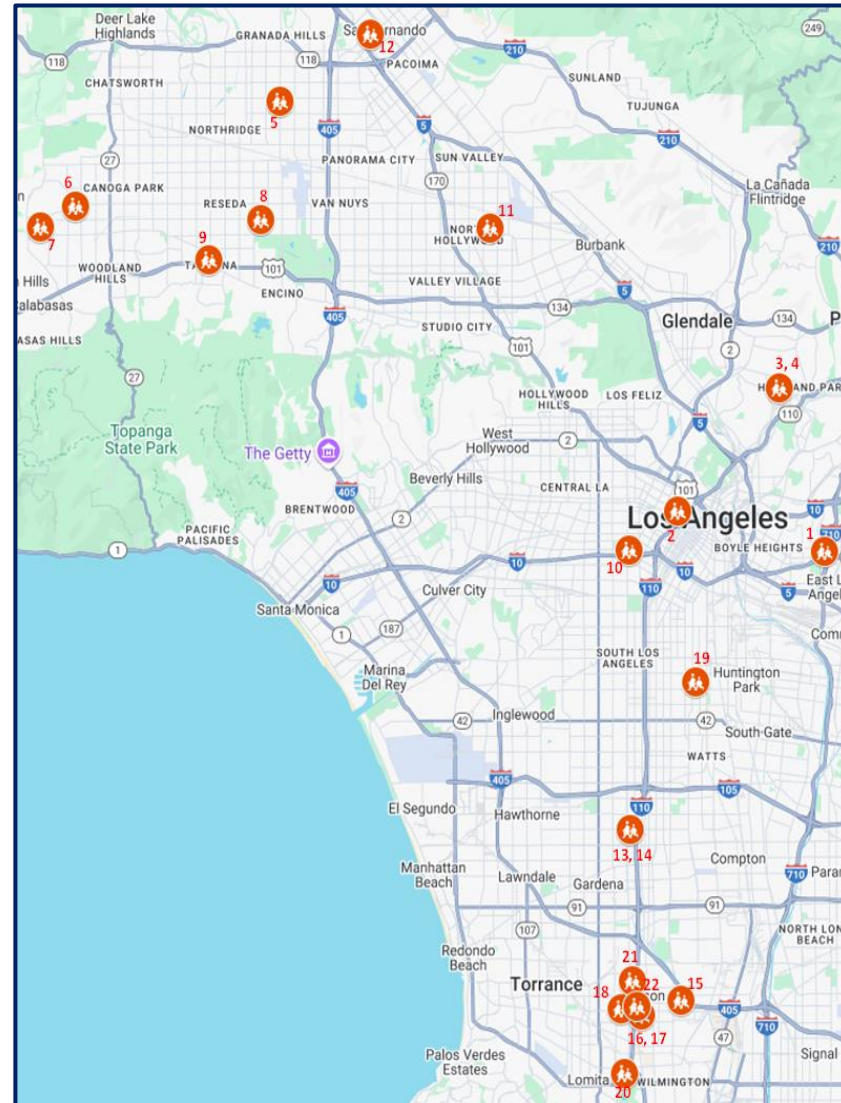 Deer Lake
Highlands
GRANADA HILLS
12
249
118
118
PACOIMA
210
SUNLAND
CHATSWORTH
TUJUNGA
5
NORTHRIDGE
405
5
210
PANORAMA CITY
SUN VALLEY
27
170
La Cañada
Flintridge
6
CANOGA PARK
RESEDA
8
VAN NUYS
11
7
9
Burbank
210
WOODLAND
HILLS
101
VALLEY VILLAGE
ENCINO
5
134
405
STUDIO CITY
Glendale
134
101
2
27
3, 4
HOLLYWOOD
HILLS
LOS FELIZ
110
5
Topanga
State Park
West
Hollywood
2
The Getty
Beverly Hills
CENTRAL LA
101
405
BRENTWOOD
10
2
Los Angeles
PACIFIC
PALISADES
2
1
710
1
BOYLE HEIGHTS
10
10
10
East L
Angel
Culver City
110
5
10
Santa Monica
187
1
SOUTH LOS
ANGELES
19
Marina
Del Rey
Huntington
Park
Inglewood
42
42
South Gate
WATTS
405
105
El Segundo
110
Hawthorne
13, 14
Compton
Manhattan
Beach
Lawndale
710
Gardena
91
91
107
NORTH LON
BEACH
Redondo
Beach
21
Torrance
22
15
18
405
16, 17
710
47
Palos Verdes
Estates
Signal
Lomita
WILMINGTON
20